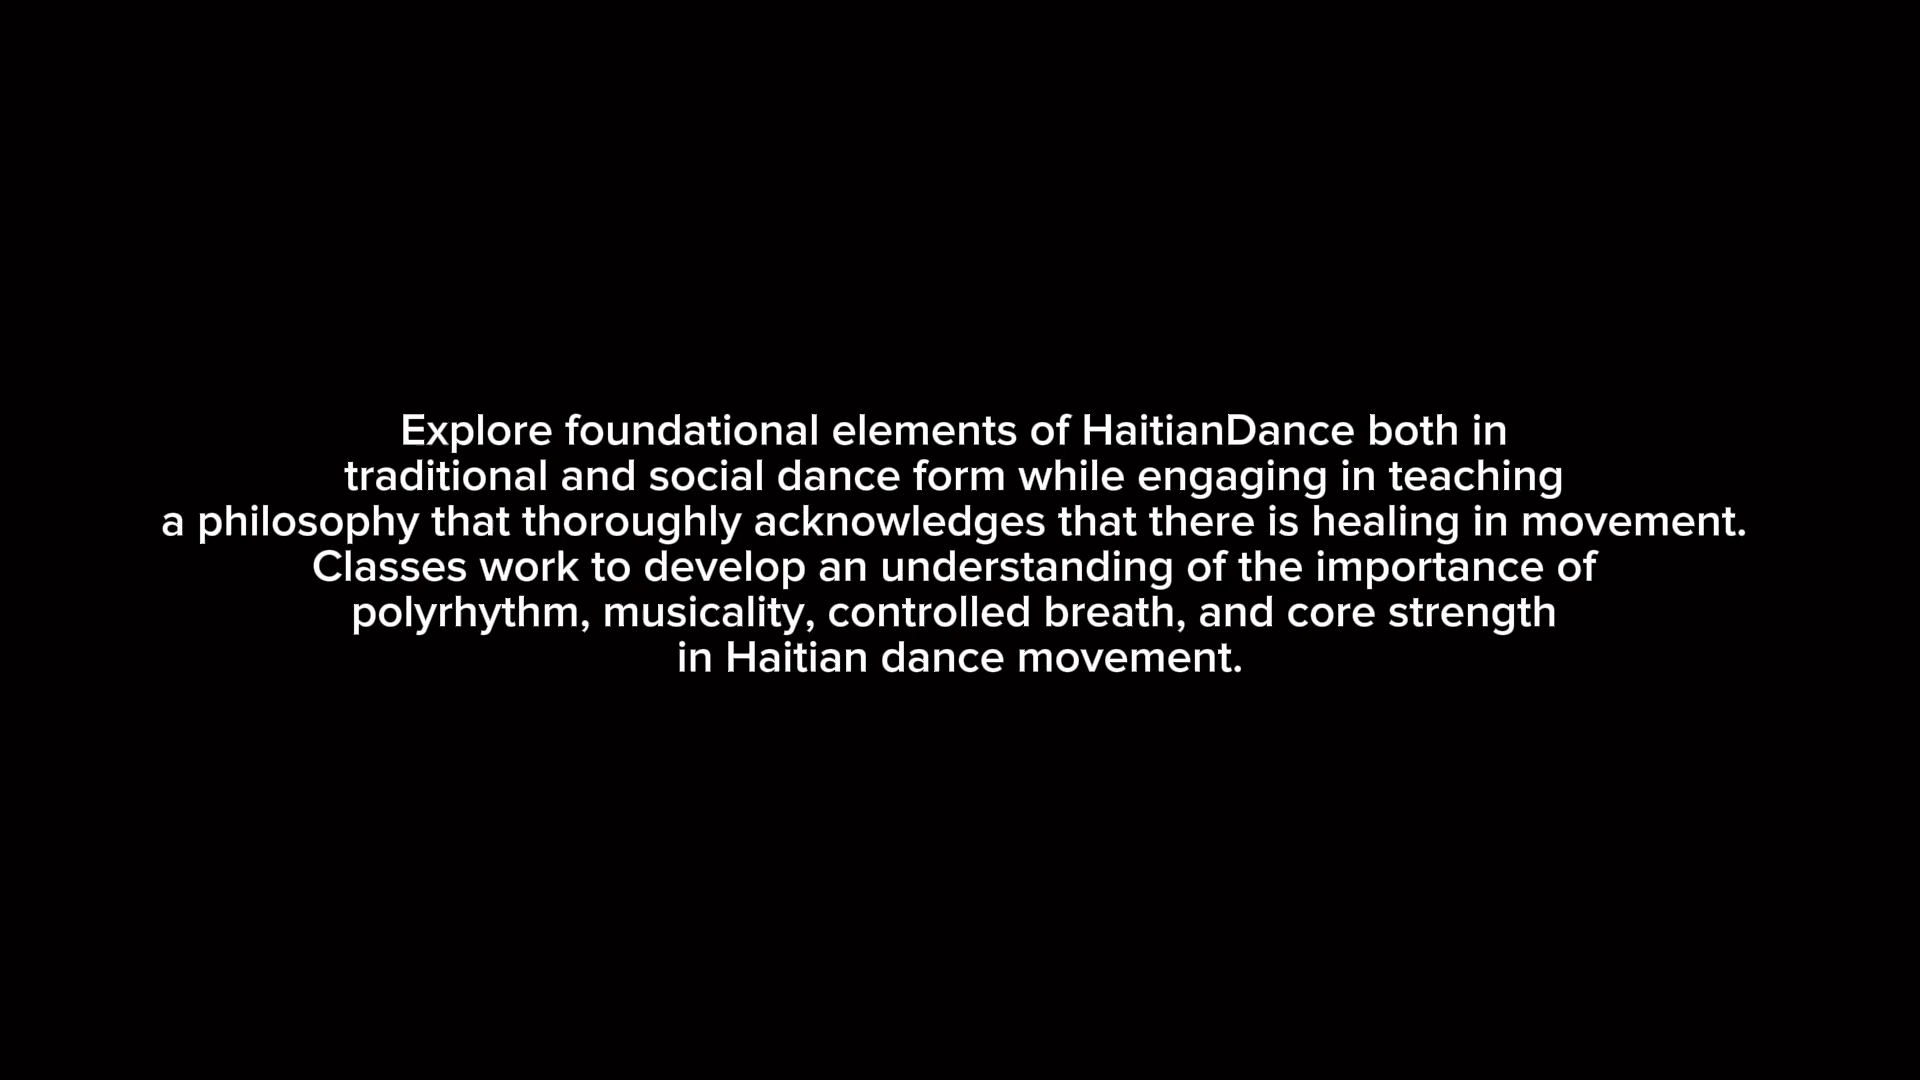 Explore foundational elements of HaitianDance both in
traditional and social dance form while engaging in teaching
a philosophy that thoroughly acknowledges that there is healing in movement.
Classes work to develop an understanding of the importance of
polyrhythm, musicality, controlled breath, and core strength
in Haitian dance movement.